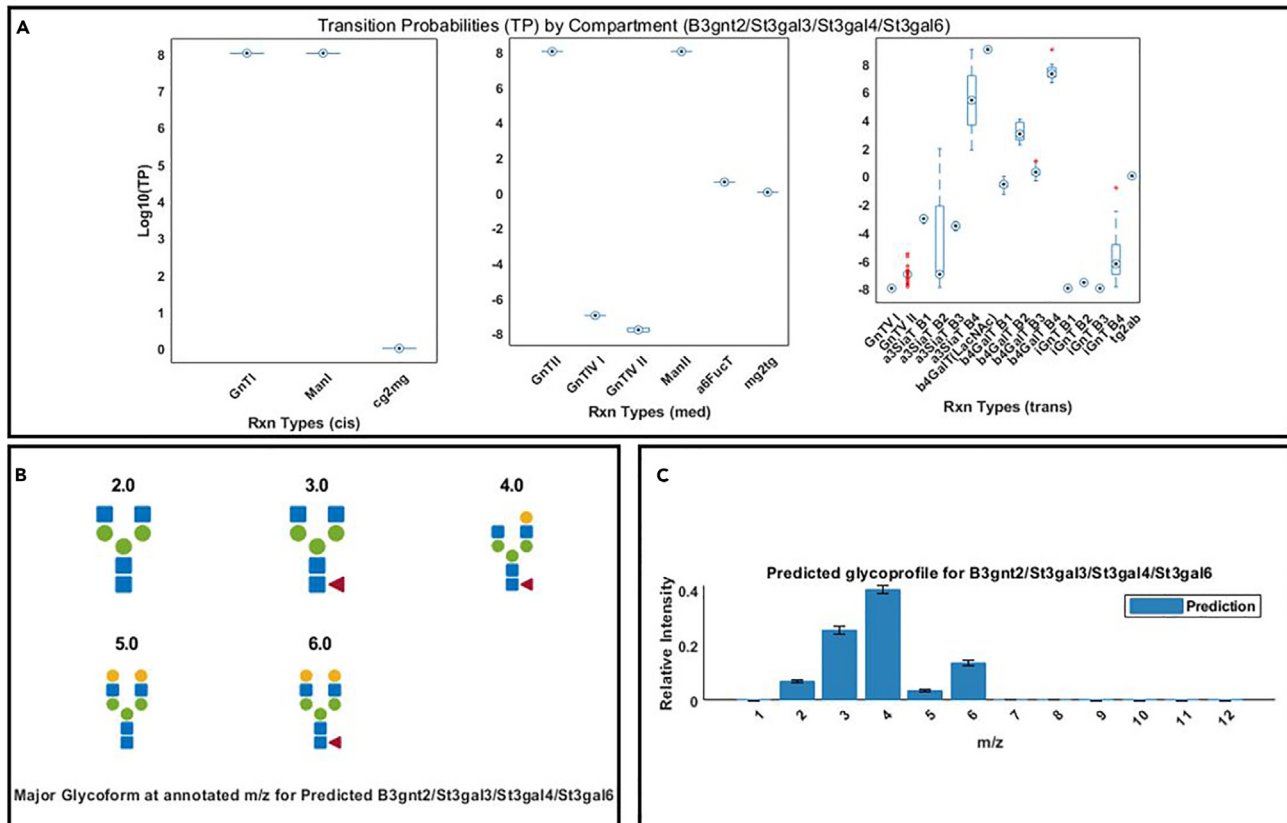 A
Transition Probabilities (TP) by Compartment (B3gnt2/St3gal3/St3gal4/St3gal6)
Log10(TP)
8
7
6
5
4
3
2
1
0
GnTI
ManI
cg2mg
Rxn Types (cis)
8
6
4
2
0
-2
-4
-6
-8
GnTII
GnTIV I
GnTIV II
ManII
a6FucT
mg2tg
Rxn Types (med)
8
6
4
2
0
-2
-4
-6
-8
GnTV I
GnTV II
a3SiaT B1
a3SiaT B2
a3SiaT B3
a3SiaT B4
b4GalT(LacNAc)
b4GalT B1
b4GalT B2
b4GalT B3
b4GalT B4
iGnT B1
iGnT B2
iGnT B3
iGnT B4
tg2ab
Rxn Types (trans)
B
2.0
3.0
4.0
5.0
6.0
Major Glycoform at annotated m/z for Predicted B3gnt2/St3gal3/St3gal4/St3gal6
C
Predicted glycoprofile for B3gnt2/St3gal3/St3gal4/St3gal6
Relative Intensity
0.4
0.2
0
Prediction
1 2 3 4 5 6 7 8 9 10 11 12
m/z